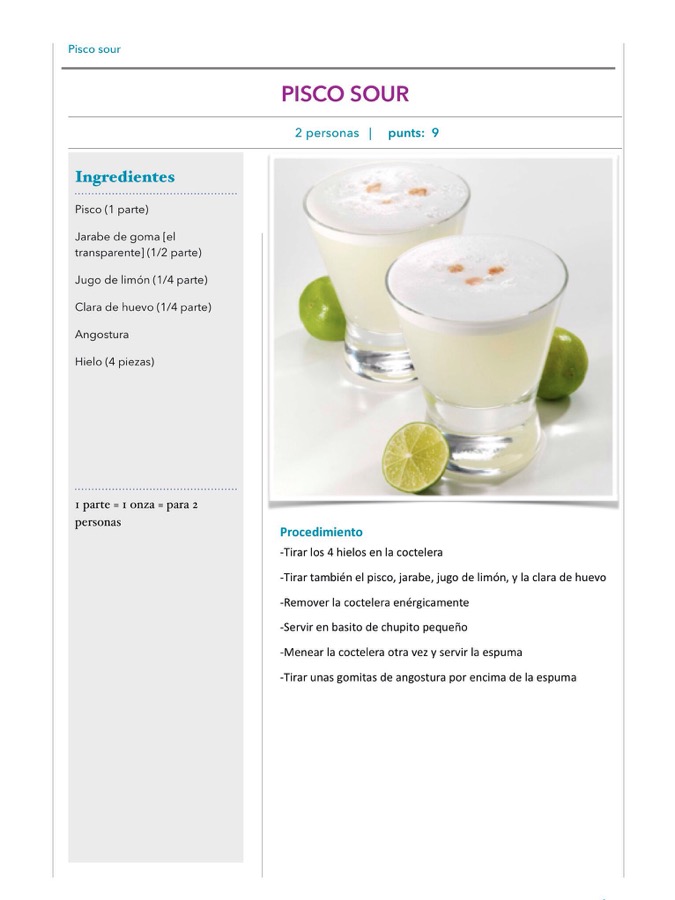 Pisco sour
PISCO SOUR
2 personas | punts: 9
Ingredientes
Pisco (1 parte)
Jarabe de goma [el
transparente] (1/2 parte)
Jugo de limón (1/4 parte)
Clara de huevo (1/4 parte)
Angostura
Hielo (4 piezas)
1 parte = 1 onza = para 2
personas
Procedimiento
-Tirar los 4 hielos en la coctelera
-Tirar también el pisco, jarabe, jugo de limón, y la clara de huevo
-Remover la coctelera enérgicamente
-Servir en basito de chupito pequeño
-Menear la coctelera otra vez y servir la espuma
-Tirar unas gomitas de angostura por encima de la espuma